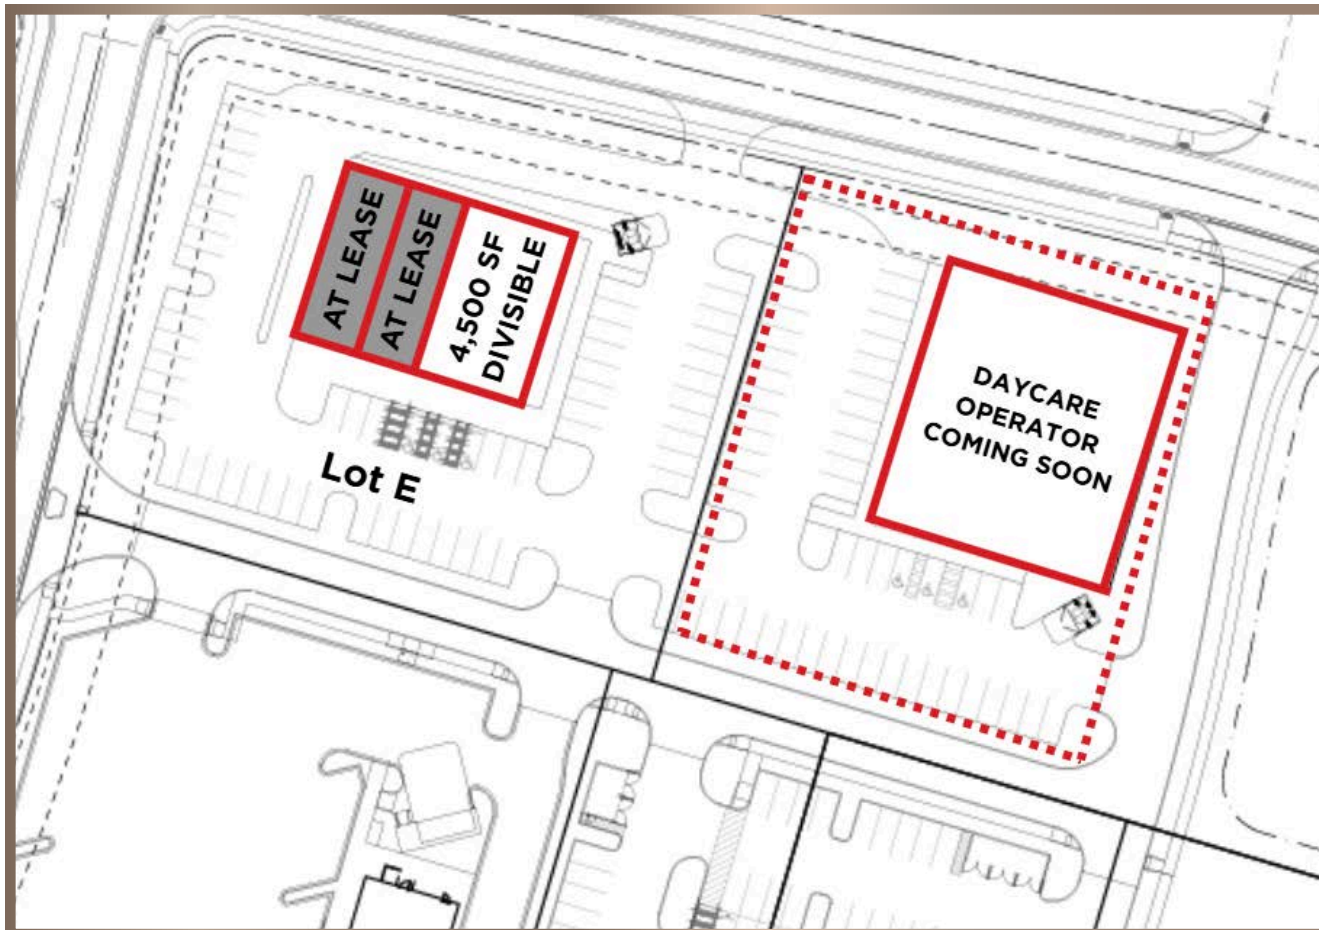 AT LEASE
AT LEASE
4,500 SF
DIVISIBLE
Lot E
DAYCARE
OPERATOR
COMING SOON